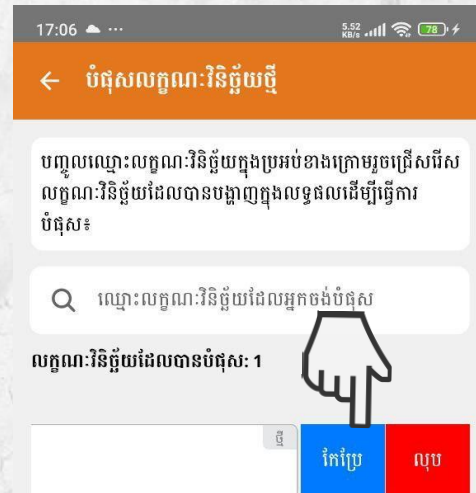 17:06 ...
5.52 KB/s 78
បំផុសលក្ខណៈវិនិច្ឆ័យថ្មី
បញ្ចូលឈ្មោះលក្ខណៈវិនិច្ឆ័យក្នុងប្រអប់ខាងក្រោមរួចជ្រើសរើស
លក្ខណៈវិនិច្ឆ័យដែលបានបង្ហាញក្នុងលទ្ធផលដើម្បីធ្វើការ
បំផុស៖
ឈ្មោះលក្ខណៈវិនិច្ឆ័យដែលអ្នកចង់បំផុស
លក្ខណៈវិនិច្ឆ័យដែលបានបំផុស: 1
ថ្មី
កែប្រែ
លុប